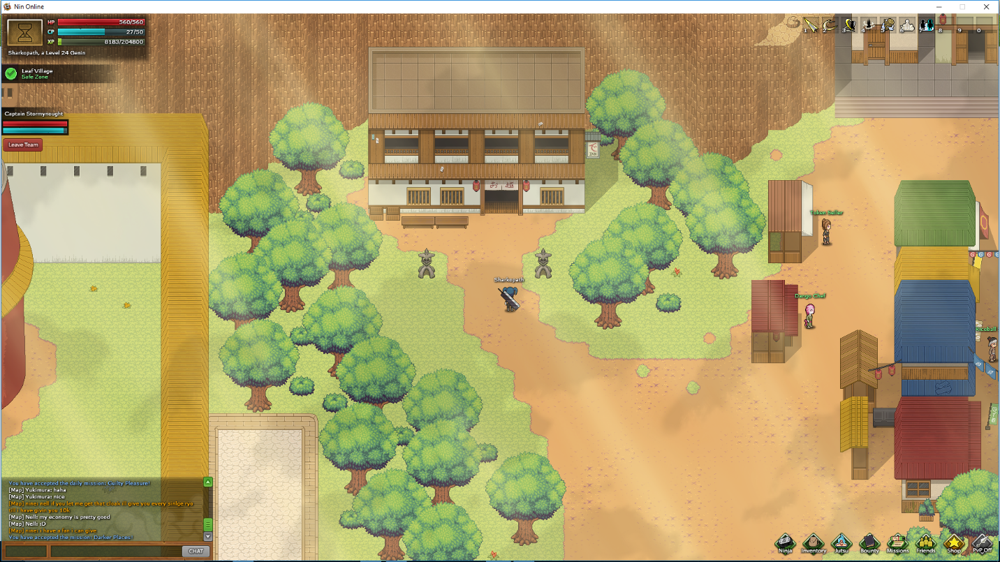 Nin Online
HP 560/560
CP 27/50
XP 8183/204800
Sharkopath, a Level 24 Genin
Leaf Village
Safe Zone
Captain Stormynought
Leave Team
1 2 3 4 5 6 7 8 9 0
INN
お 越
Token Seller
Sharkopath
Dango Chef
Riceball
You have accepted the daily mission: Guilty Pleasure!
[Map] Yukimura: haha
[Map] Yukimura: nice
[Map] nine: nell if you let me get that cloak ill give you every sinlge ryo
till i have givin you 10k
[Map] Nell: my economy is pretty good
[Map] Nell: :D
[Map] nine: i have a fan i can give
You have accepted the mission: Darker Places!
CHAT
Ninja
Inventory
Jutsu
Bounty
Missions
Friends
Shop
PvP Off